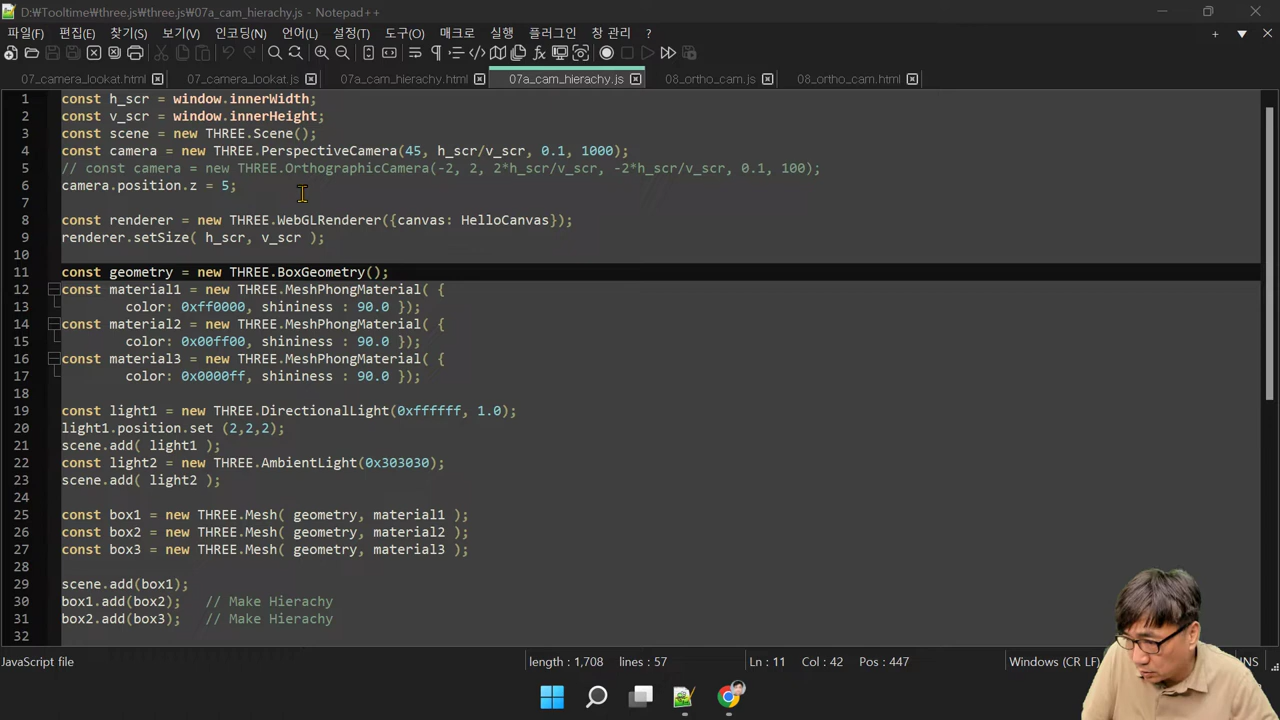 D:₩Tooltime₩three.js₩three.js₩07a_cam_hierachy.js - Notepad++
파일(F) 편집(E) 찾기(S) 보기(V) 인코딩(N) 언어(L) 설정(T) 도구(O) 매크로 실행 플러그인 창 관리 ?
07_camera_lookat.html 07_camera_lookat.js 07a_cam_hierachy.html 07a_cam_hierachy.js 08_ortho_cam.js 08_ortho_cam.html
1 const h_scr = window.innerWidth;
2 const v_scr = window.innerHeight;
3 const scene = new THREE.Scene();
4 const camera = new THREE.PerspectiveCamera(45, h_scr/v_scr, 0.1, 1000);
5 // const camera = new THREE.OrthographicCamera(-2, 2, 2*h_scr/v_scr, -2*h_scr/v_scr, 0.1, 100);
6 camera.position.z = 5;
7
8 const renderer = new THREE.WebGLRenderer({canvas: HelloCanvas});
9 renderer.setSize( h_scr, v_scr );
10
11 const geometry = new THREE.BoxGeometry();
12 const material1 = new THREE.MeshPhongMaterial( {
13 color: 0xff0000, shininess : 90.0 });
14 const material2 = new THREE.MeshPhongMaterial( {
15 color: 0x00ff00, shininess : 90.0 });
16 const material3 = new THREE.MeshPhongMaterial( {
17 color: 0x0000ff, shininess : 90.0 });
18
19 const light1 = new THREE.DirectionalLight(0xffffff, 1.0);
20 light1.position.set (2,2,2);
21 scene.add( light1 );
22 const light2 = new THREE.AmbientLight(0x303030);
23 scene.add( light2 );
24
25 const box1 = new THREE.Mesh( geometry, material1 );
26 const box2 = new THREE.Mesh( geometry, material2 );
27 const box3 = new THREE.Mesh( geometry, material3 );
28
29 scene.add(box1);
30 box1.add(box2); // Make Hierachy
31 box2.add(box3); // Make Hierachy
32
JavaScript file length : 1,708 lines : 57 Ln : 11 Col : 42 Pos : 447 Windows (CR LF) INS